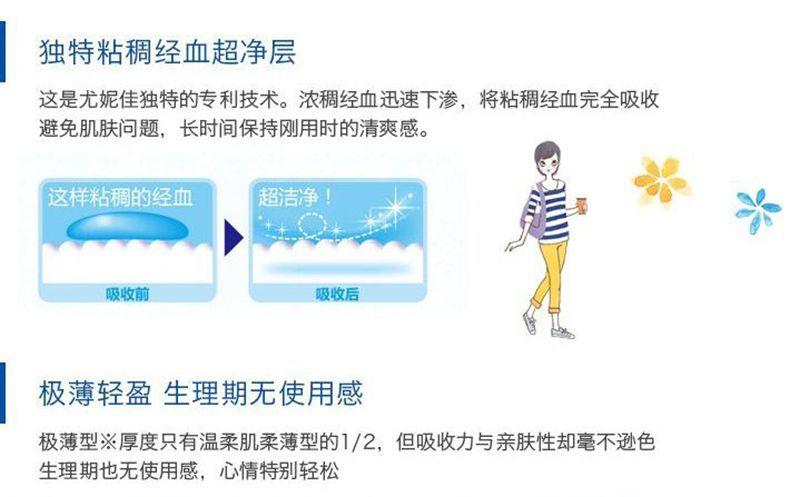 独特粘稠经血超净层
这是尤妮佳独特的专利技术。浓稠经血迅速下渗，将粘稠经血完全吸收
避免肌肤问题，长时间保持刚用时的清爽感。
这样粘稠的经血
超洁净！
吸收前
吸收后
极薄轻盈 生理期无使用感
极薄型※厚度只有温柔肌柔薄型的1/2，但吸收力与亲肤性却毫不逊色
生理期也无使用感，心情特别轻松